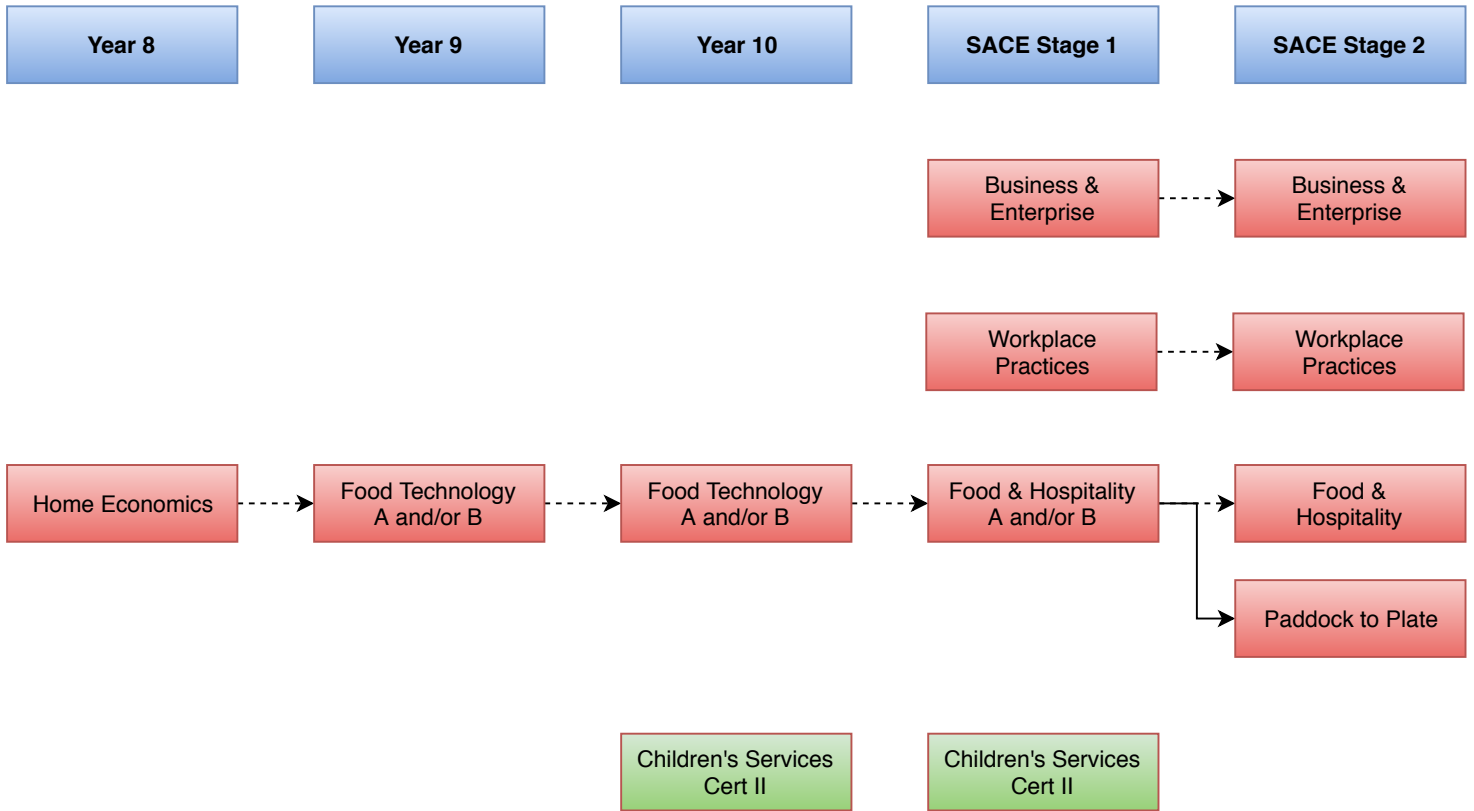 Year 8
Year 9
Year 10
SACE Stage 1
SACE Stage 2
Business &
Enterprise
Business &
Enterprise
Workplace
Practices
Workplace
Practices
Home Economics
Food Technology
A and/or B
Food Technology
A and/or B
Food & Hospitality
A and/or B
Food &
Hospitality
Paddock to Plate
Children's Services
Cert II
Children's Services
Cert II